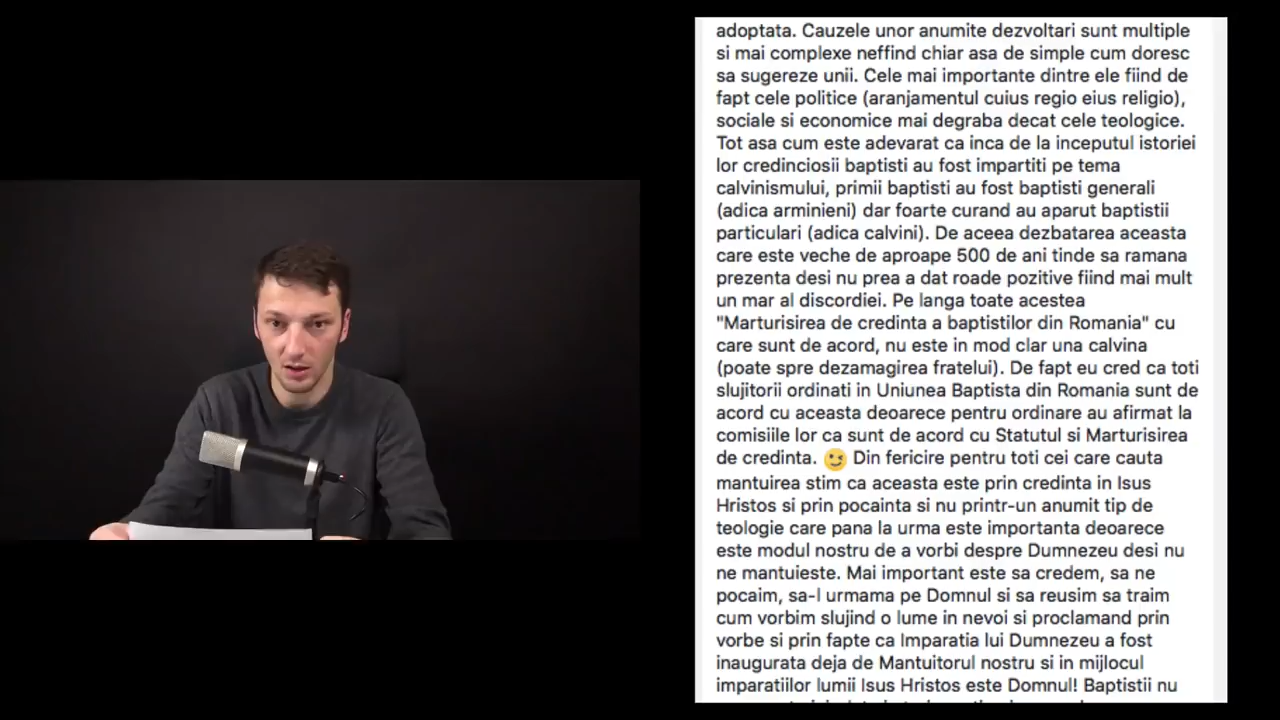 adoptata. Cauzele unor anumite dezvoltari sunt multiple
si mai complexe neffind chiar asa de simple cum doresc
sa sugereze unii. Cele mai importante dintre ele fiind de
fapt cele politice (aranjamentul cuius regio eius religio),
sociale si economice mai degraba decat cele teologice.
Tot asa cum este adevarat ca inca de la inceputul istoriei
lor credinciosii baptisti au fost impartiti pe tema
calvinismului, primii baptisti au fost baptisti generali
(adica arminieni) dar foarte curand au aparut baptistii
particulari (adica calvini). De aceea dezbatarea aceasta
care este veche de aproape 500 de ani tinde sa ramana
prezenta desi nu prea a dat roade pozitive fiind mai mult
un mar al discordiei. Pe langa toate acestea
"Marturisirea de credinta a baptistilor din Romania" cu
care sunt de acord, nu este in mod clar una calvina
(poate spre dezamagirea fratelui). De fapt eu cred ca toti
slujitorii ordinati in Uniunea Baptista din Romania sunt de
acord cu aceasta deoarece pentru ordinare au afirmat la
comisiile lor ca sunt de acord cu Statutul si Marturisirea
de credinta. 😉 Din fericire pentru toti cei care cauta
mantuirea stim ca aceasta este prin credinta in Isus
Hristos si prin pocainta si nu printr-un anumit tip de
teologie care pana la urma este importanta deoarece
este modul nostru de a vorbi despre Dumnezeu desi nu
ne mantuieste. Mai important este sa credem, sa ne
pocaim, sa-l urmama pe Domnul si sa reusim sa traim
cum vorbim slujind o lume in nevoi si proclamand prin
vorbe si prin fapte ca Imparatia lui Dumnezeu a fost
inaugurata deja de Mantuitorul nostru si in mijlocul
imparatiilor lumii Isus Hristos este Domnul! Baptistii nu